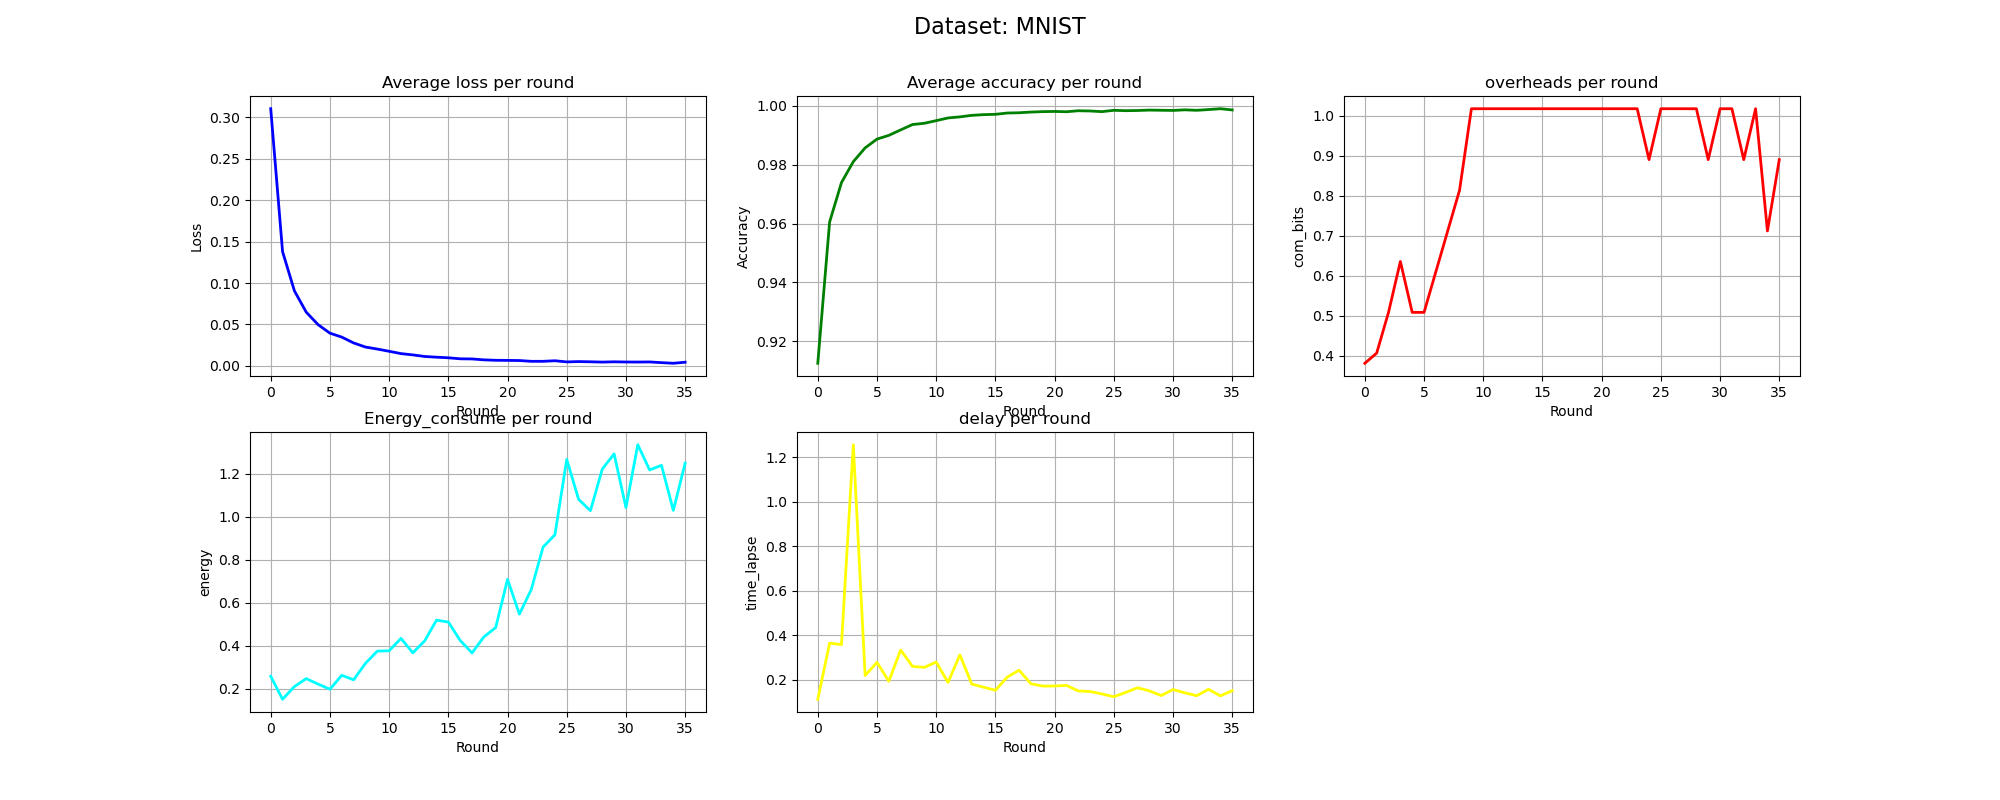 Dataset: MNIST
Average loss per round
0.30
0.25
0.20
0.15
0.10
0.05
0.00
Loss
0 5 10 15 20 25 30 35
Round
Average accuracy per round
1.00
0.98
0.96
0.94
0.92
Accuracy
0 5 10 15 20 25 30 35
Round
overheads per round
1.0
0.9
0.8
0.7
0.6
0.5
0.4
com_bits
0 5 10 15 20 25 30 35
Round
Energy_consume per round
1.2
1.0
0.8
0.6
0.4
0.2
energy
0 5 10 15 20 25 30 35
Round
delay per round
1.2
1.0
0.8
0.6
0.4
0.2
time_lapse
0 5 10 15 20 25 30 35
Round